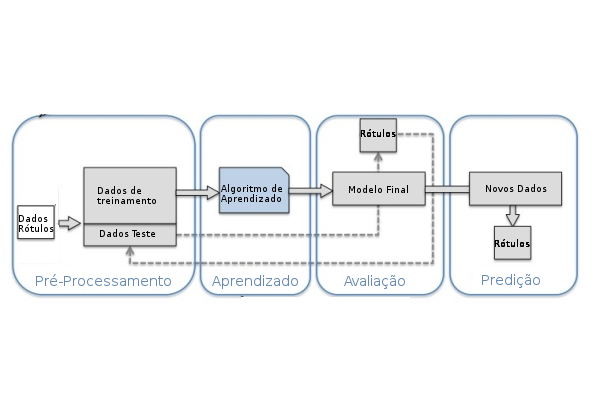 Dados
Rótulos
Dados de
treinamento
Dados Teste
Pré-Processamento
Algoritmo de
Aprendizado
Aprendizado
Rótulos
Modelo Final
Avaliação
Novos Dados
Rótulos
Predição